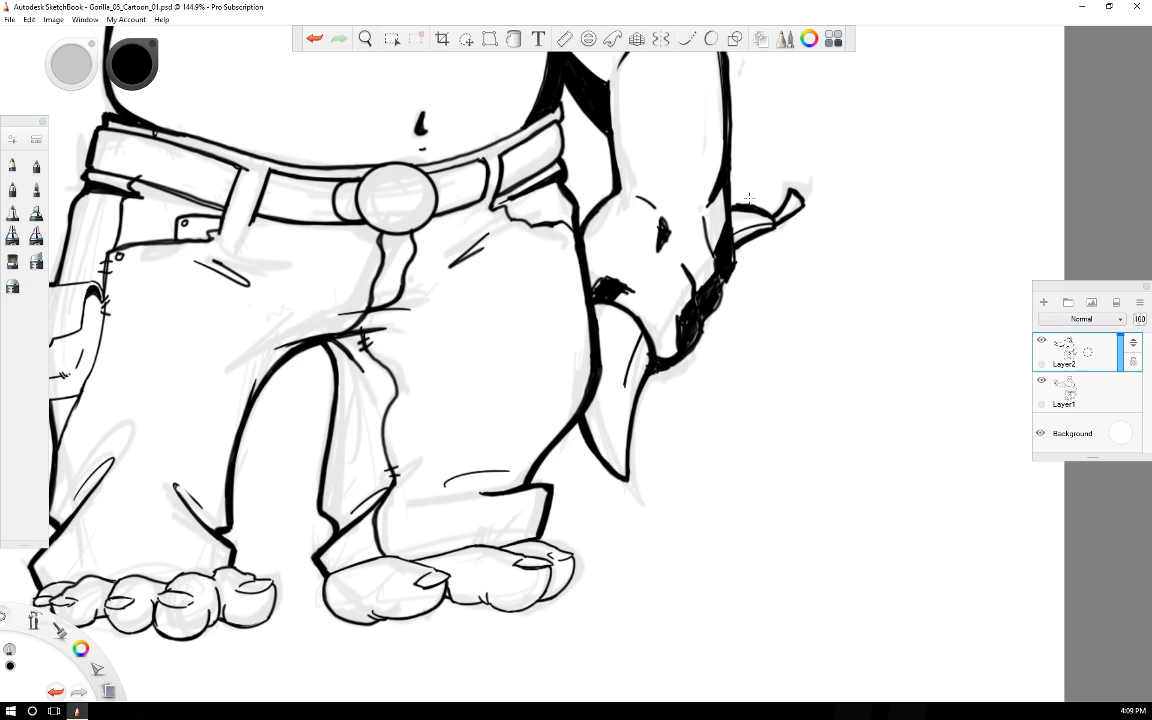 Autodesk SketchBook - Gorilla_05_Cartoon_01.psd @ 144.9% - Pro Subscription
File Edit Image Window My Account Help
T
Normal 100
Layer2
Layer1
Background
4:09 PM